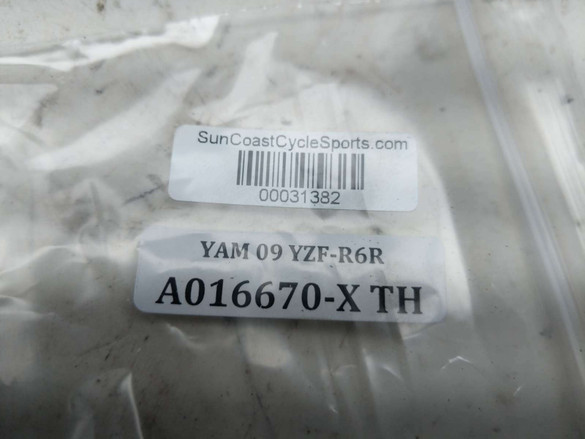 SunCoastCycleSports.com
00031382
YAM 09 YZF-R6R
A016670-X TH